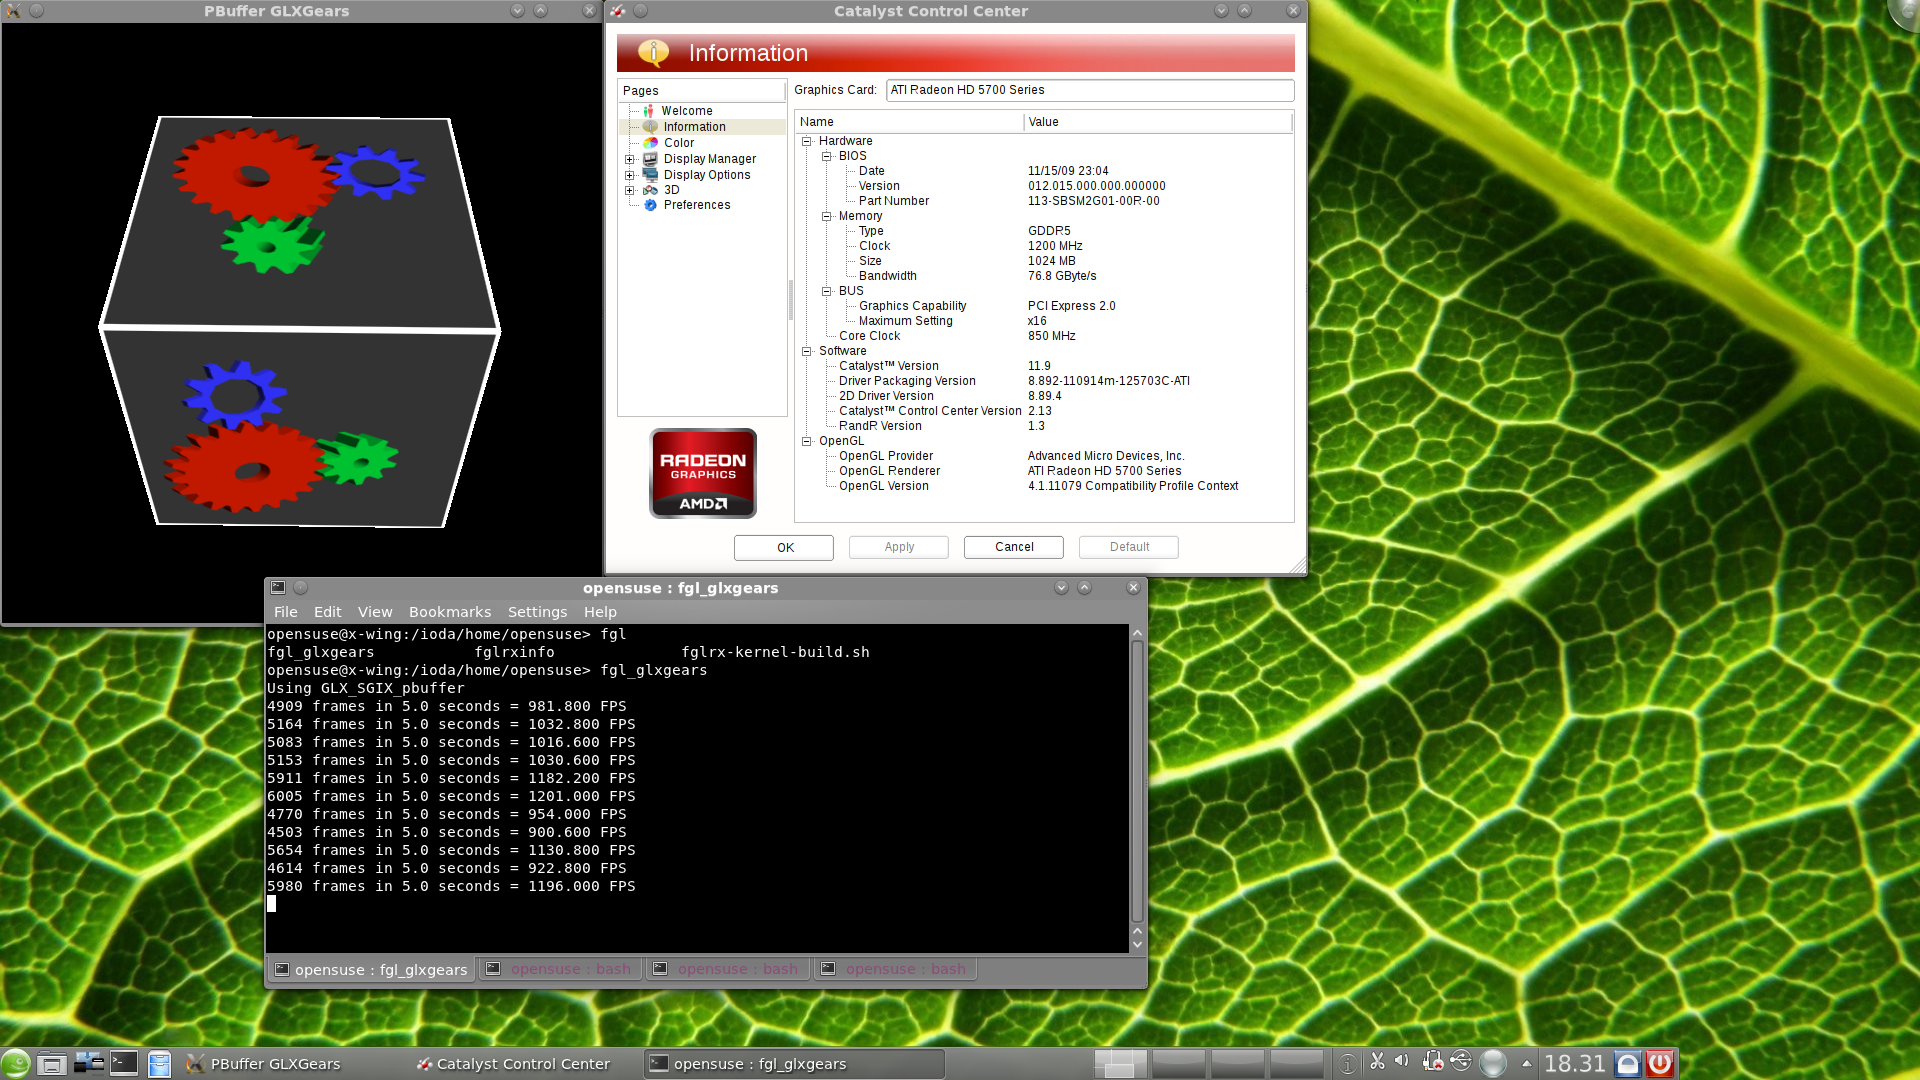 PBuffer GLXGears
Catalyst Control Center
Information
Pages
Welcome
Information
Color
Display Manager
Display Options
3D
Preferences
RADEON
GRAPHICS
AMD
Graphics Card: ATI Radeon HD 5700 Series
Name Value
Hardware
BIOS
Date 11/15/09 23:04
Version 012.015.000.000.000000
Part Number 113-SBSM2G01-00R-00
Memory
Type GDDR5
Clock 1200 MHz
Size 1024 MB
Bandwidth 76.8 GByte/s
BUS
Graphics Capability PCI Express 2.0
Maximum Setting x16
Core Clock 850 MHz
Software
Catalyst™ Version 11.9
Driver Packaging Version 8.892-110914m-125703C-ATI
2D Driver Version 8.89.4
Catalyst™ Control Center Version 2.13
RandR Version 1.3
OpenGL
OpenGL Provider Advanced Micro Devices, Inc.
OpenGL Renderer ATI Radeon HD 5700 Series
OpenGL Version 4.1.11079 Compatibility Profile Context
OK Apply Cancel Default
opensuse : fgl_glxgears
File Edit View Bookmarks Settings Help
opensuse@x-wing:/ioda/home/opensuse> fgl
fgl_glxgears fglrxinfo fglrx-kernel-build.sh
opensuse@x-wing:/ioda/home/opensuse> fgl_glxgears
Using GLX_SGIX_pbuffer
4909 frames in 5.0 seconds = 981.800 FPS
5164 frames in 5.0 seconds = 1032.800 FPS
5083 frames in 5.0 seconds = 1016.600 FPS
5153 frames in 5.0 seconds = 1030.600 FPS
5911 frames in 5.0 seconds = 1182.200 FPS
6005 frames in 5.0 seconds = 1201.000 FPS
4770 frames in 5.0 seconds = 954.000 FPS
4503 frames in 5.0 seconds = 900.600 FPS
5654 frames in 5.0 seconds = 1130.800 FPS
4614 frames in 5.0 seconds = 922.800 FPS
5980 frames in 5.0 seconds = 1196.000 FPS
opensuse : fgl_glxgears opensuse : bash opensuse : bash opensuse : bash
PBuffer GLXGears Catalyst Control Center opensuse : fgl_glxgears 18.31